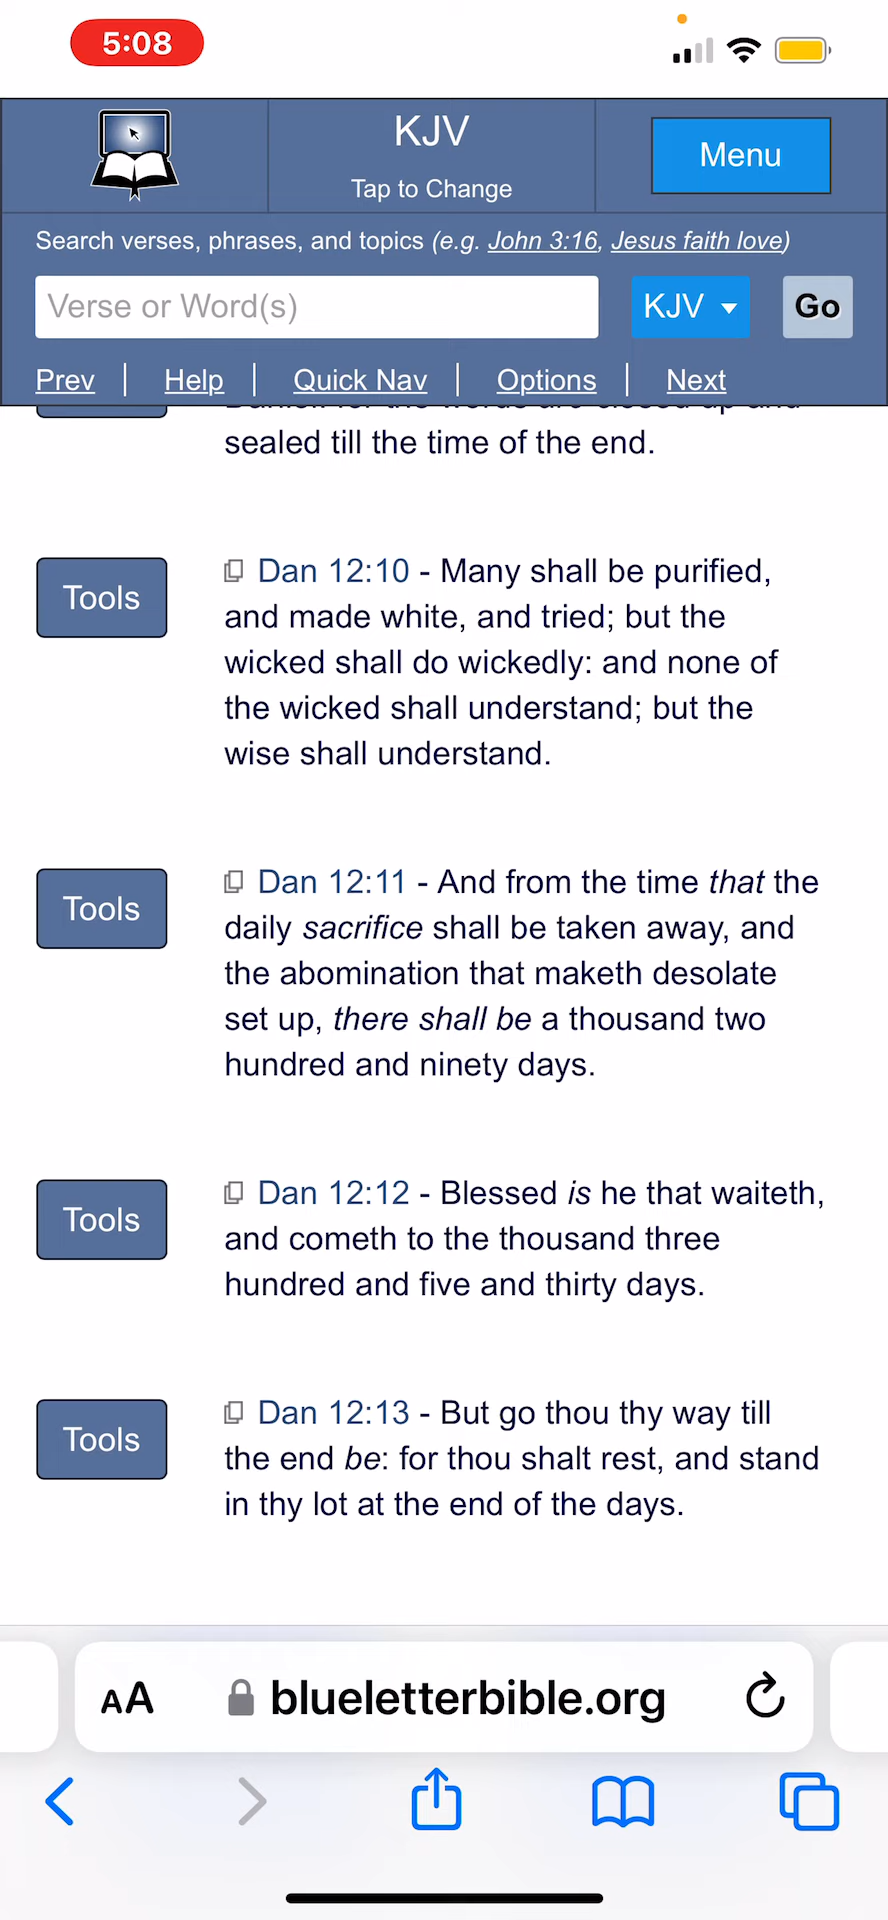 5:08
KJV
Tap to Change
Menu
Search verses, phrases, and topics (e.g. John 3:16, Jesus faith love)
Verse or Word(s)
KJV
Go
Prev | Help | Quick Nav | Options | Next
sealed till the time of the end.
Tools
Dan 12:10 - Many shall be purified,
and made white, and tried; but the
wicked shall do wickedly: and none of
the wicked shall understand; but the
wise shall understand.
Tools
Dan 12:11 - And from the time that the
daily sacrifice shall be taken away, and
the abomination that maketh desolate
set up, there shall be a thousand two
hundred and ninety days.
Tools
Dan 12:12 - Blessed is he that waiteth,
and cometh to the thousand three
hundred and five and thirty days.
Tools
Dan 12:13 - But go thou thy way till
the end be: for thou shalt rest, and stand
in thy lot at the end of the days.
AA
blueletterbible.org